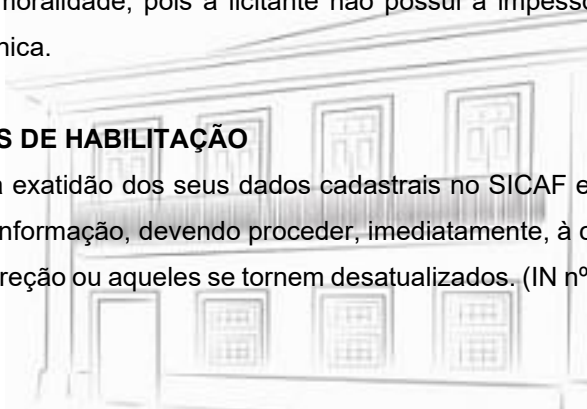 moralidade, pois a licitante não possui a
nica.
S DE HABILITAÇÃO
a exatidão dos seus dados cadastrais no SICAF e
nformação, devendo proceder, imediatamente, à
reção ou aqueles se tornem desatualizados. (IN nº